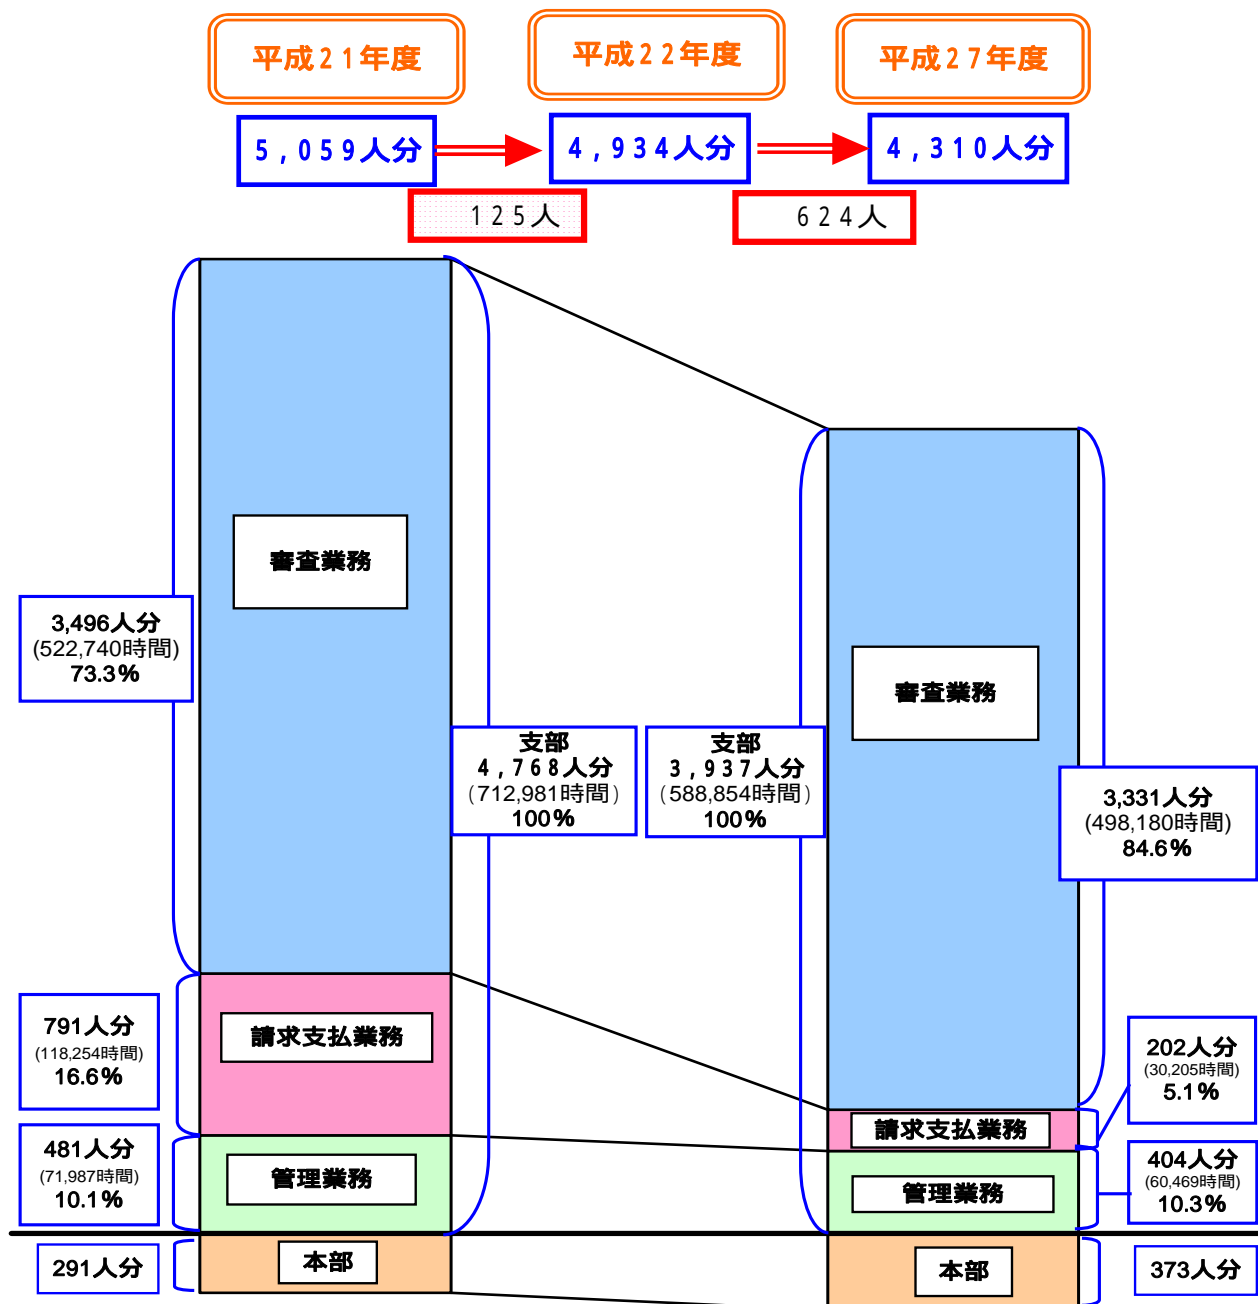 平成21年度
平成22年度
平成27年度
5,059人分
4,934人分
4,310人分
125人
624人
審査業務
3,496人分
(522,740時間)
73.3%
審査業務
支部
4,768人分
(712,981時間)
100%
支部
3,937人分
(588,854時間)
100%
3,331人分
(498,180時間)
84.6%
791人分
(118,254時間)
16.6%
請求支払業務
202人分
(30,205時間)
5.1%
請求支払業務
481人分
(71,987時間)
10.1%
管理業務
404人分
(60,469時間)
10.3%
管理業務
291人分
本部
本部
373人分